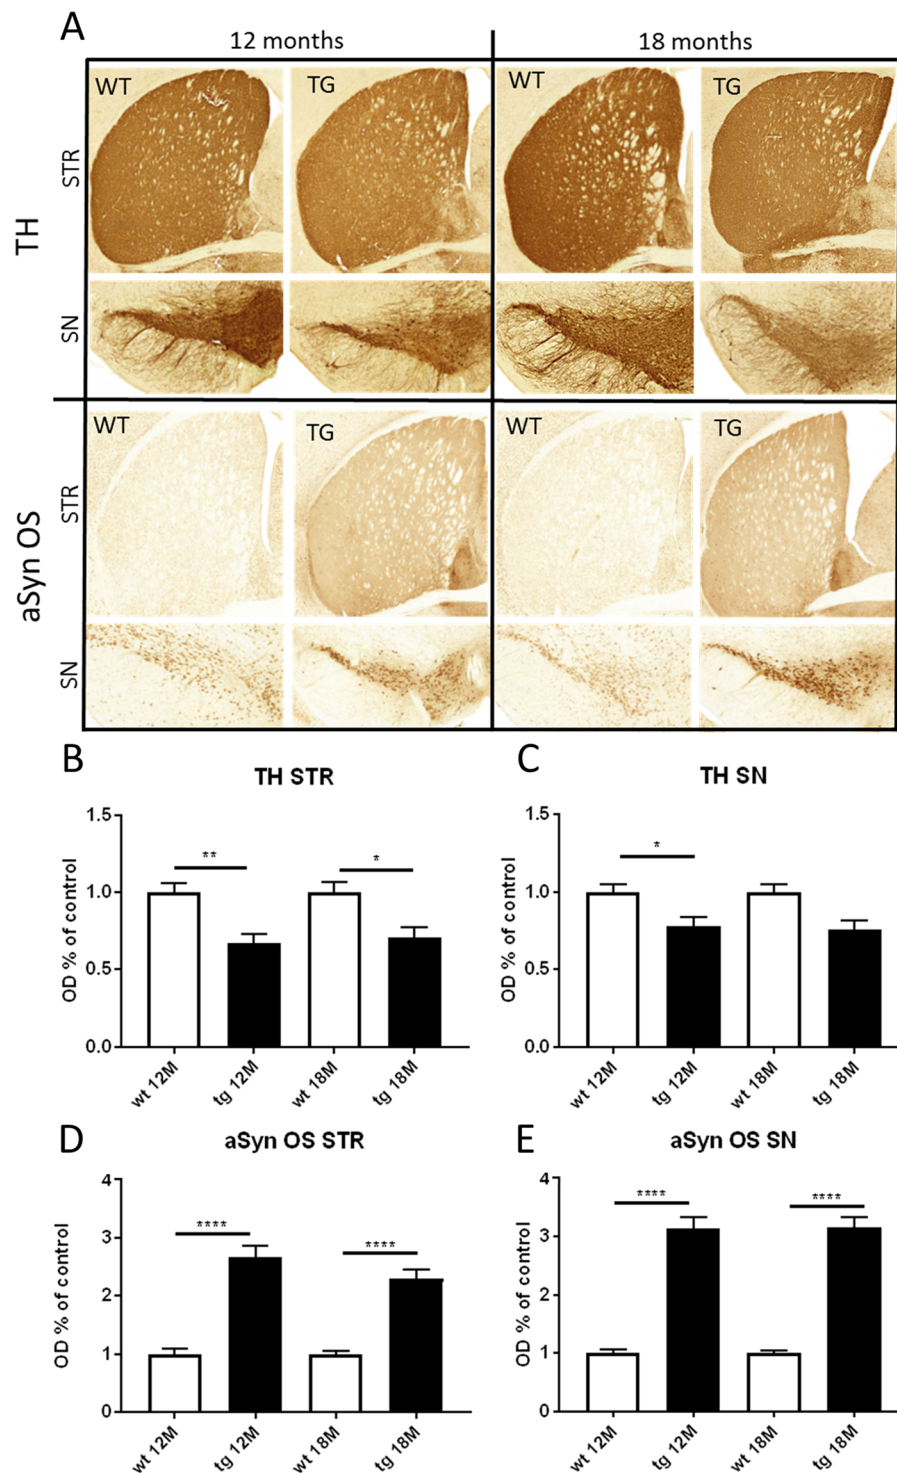 A
12 months 18 months
WT TG WT TG
STR
TH
SN
WT TG WT TG
STR
aSyn OS
SN
B
TH STR
OD % of control
1.5
1.0
0.5
0.0
**
*
wt 12M tg 12M wt 18M tg 18M
C
TH SN
OD % of control
1.5
1.0
0.5
0.0
*
wt 12M tg 12M wt 18M tg 18M
D
aSyn OS STR
OD % of control
4
3
2
1
0
****
****
wt 12M tg 12M wt 18M tg 18M
E
aSyn OS SN
OD % of control
4
3
2
1
0
****
****
wt 12M tg 12M wt 18M tg 18M